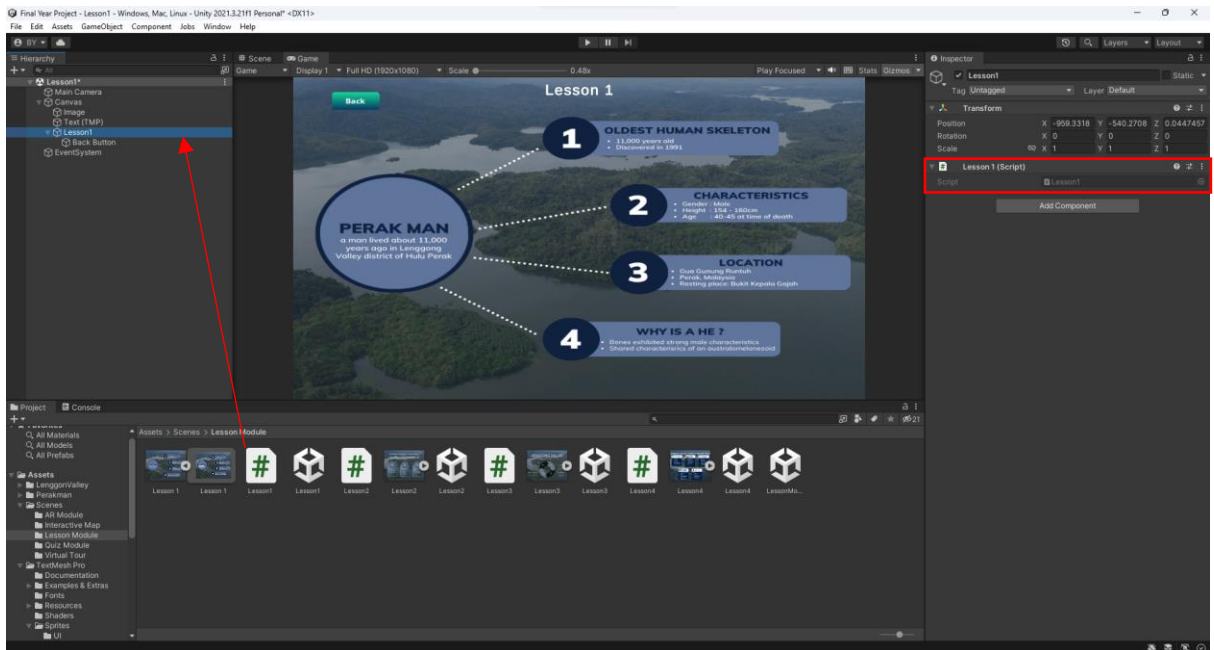 Final Year Project - Lesson1 - Windows, Mac, Linux - Unity 2021.3.21f1 Personal* <DX11>
File Edit Assets GameObject Component Jobs Window Help
BY
Layers Layout
Hierarchy
Scene Game
Inspector
All
Game Display 1 Full HD (1920x1080) Scale 0.48x Play Focused Stats Gizmos
Lesson1*
Main Camera
Canvas
Image
Text (TMP)
Lesson1
Back Button
EventSystem
Lesson1 Static
Tag Untagged Layer Default
Transform
Position X -959.3318 Y -540.2708 Z 0.0447457
Rotation X 0 Y 0 Z 0
Scale X 1 Y 1 Z 1
# Lesson 1 (Script)
Script Lesson1
Add Component
Lesson 1
Back
1
OLDEST HUMAN SKELETON
• 11,000 years old
• Discovered in 1991
2
CHARACTERISTICS
• Gender : Male
• Height : 154 - 160cm
• Age : 40-45 at time of death
PERAK MAN
a man lived about 11,000
years ago in Lenggong
Valley district of Hulu Perak
3
LOCATION
• Gua Gunung Runtuh
• Perak, Malaysia
• Resting place: Bukit Kepala Gajah
4
WHY IS A HE ?
• Bones exhibited strong male characteristics
• Shared characterisrics of an australomelanesoid
Project Console
21
Favorites
All Materials
All Models
All Prefabs
Assets
LenggonValley
Perakman
Scenes
AR Module
Interactive Map
Lesson Module
Quiz Module
Virtual Tour
TextMesh Pro
Documentation
Examples & Extras
Fonts
Resources
Shaders
Sprites
UI
Assets > Scenes > Lesson Module
# # # #
Lesson 1 Lesson 1 Lesson1 Lesson1 Lesson2 Lesson2 Lesson2 Lesson3 Lesson3 Lesson3 Lesson4 Lesson4 Lesson4 LessonMo...